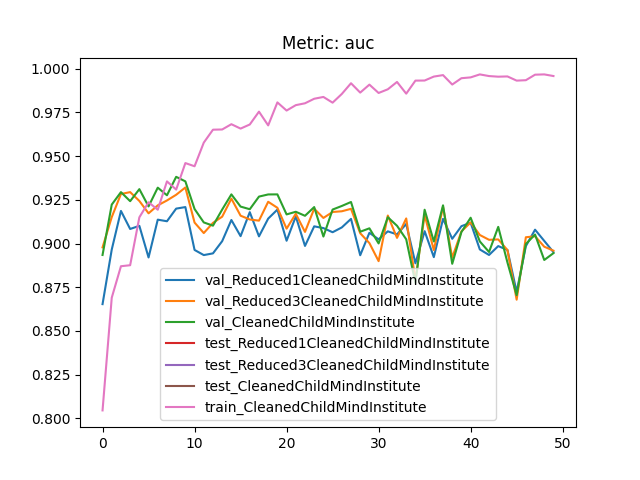 Metric: auc
1.000
0.975
0.950
0.925
0.900
0.875
0.850
0.825
0.800
val_Reduced1CleanedChildMindInstitute
val_Reduced3CleanedChildMindInstitute
val_CleanedChildMindInstitute
test_Reduced1CleanedChildMindInstitute
test_Reduced3CleanedChildMindInstitute
test_CleanedChildMindInstitute
train_CleanedChildMindInstitute
0 10 20 30 40 50